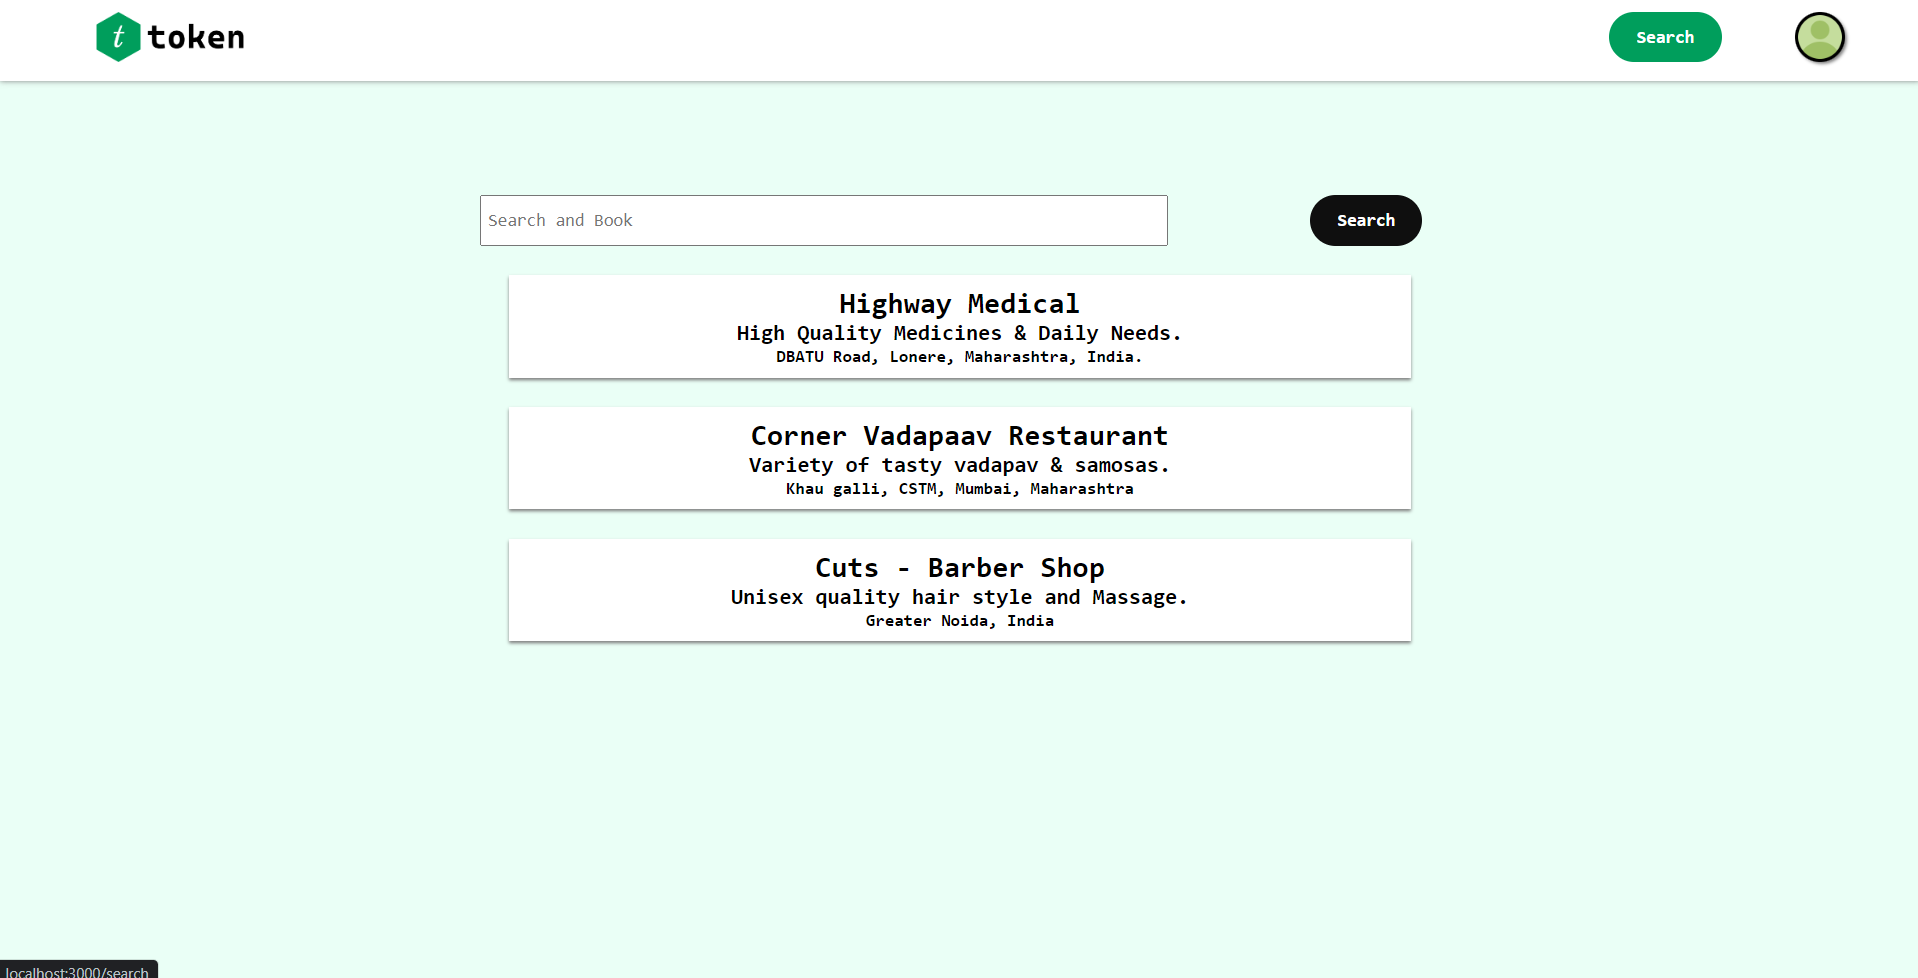 t token
Search
Search and Book
Search
Highway Medical
High Quality Medicines & Daily Needs.
DBATU Road, Lonere, Maharashtra, India.
Corner Vadapaav Restaurant
Variety of tasty vadapav & samosas.
Khau galli, CSTM, Mumbai, Maharashtra
Cuts - Barber Shop
Unisex quality hair style and Massage.
Greater Noida, India
localhost:3000/search